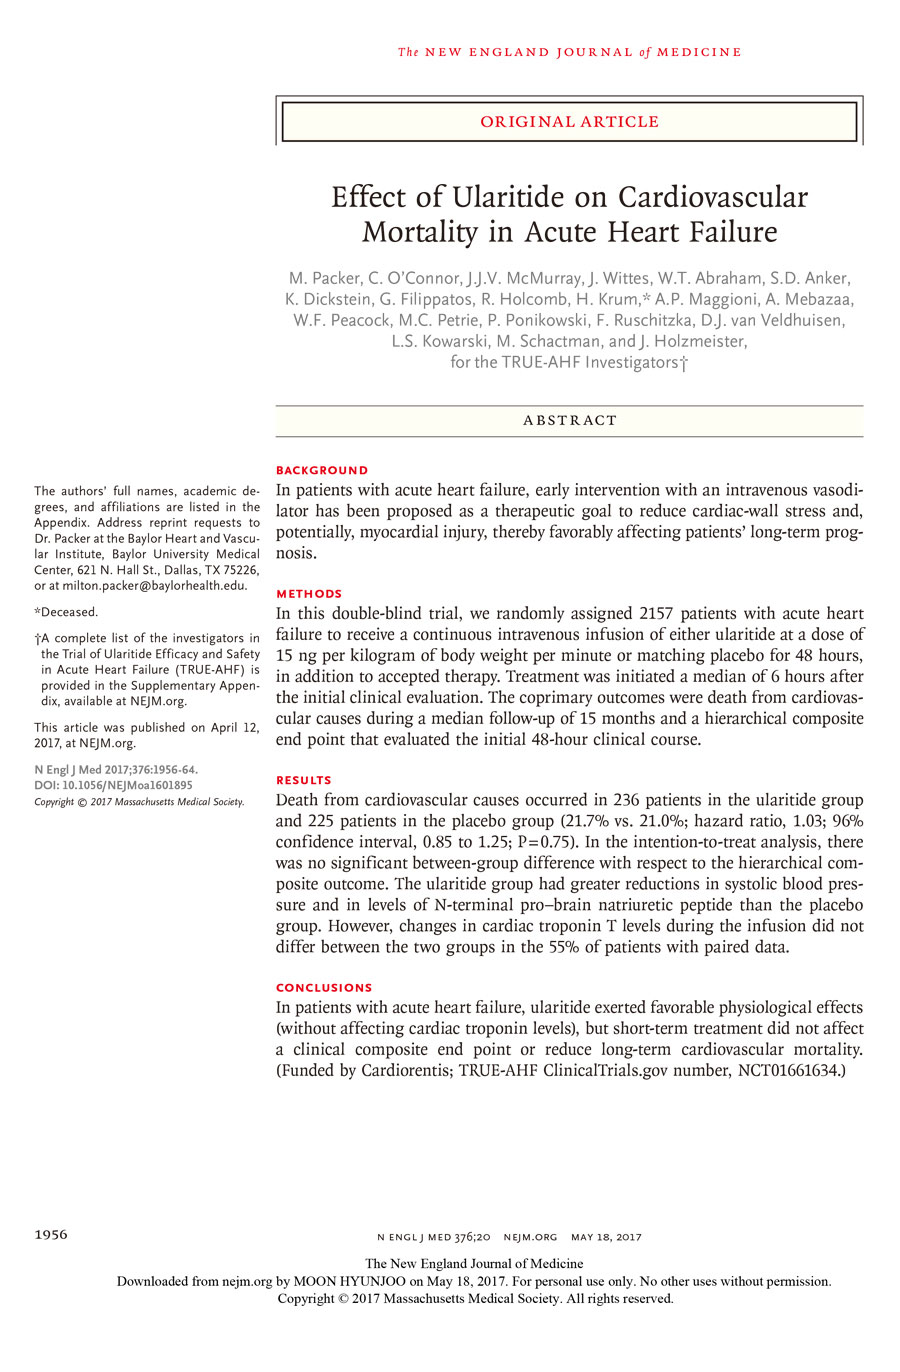 The NEW ENGLAND JOURNAL of MEDICINE
ORIGINAL ARTICLE
Effect of Ularitide on Cardiovascular
Mortality in Acute Heart Failure
M. Packer, C. O'Connor, J.J.V. McMurray, J. Wittes, W.T. Abraham, S.D. Anker,
K. Dickstein, G. Filippatos, R. Holcomb, H. Krum,* A.P. Maggioni, A. Mebazaa,
W.F. Peacock, M.C. Petrie, P. Ponikowski, F. Ruschitzka, D.J. van Veldhuisen,
L.S. Kowarski, M. Schactman, and J. Holzmeister,
for the TRUE-AHF Investigators†
ABSTRACT
The authors' full names, academic de-
grees, and affiliations are listed in the
Appendix. Address reprint requests to
Dr. Packer at the Baylor Heart and Vascu-
lar Institute, Baylor University Medical
Center, 621 N. Hall St., Dallas, TX 75226,
or at milton.packer@baylorhealth.edu.
*Deceased.
†A complete list of the investigators in
the Trial of Ularitide Efficacy and Safety
in Acute Heart Failure (TRUE-AHF) is
provided in the Supplementary Appen-
dix, available at NEJM.org.
This article was published on April 12,
2017, at NEJM.org.
N Engl J Med 2017;376:1956-64.
DOI: 10.1056/NEJMoa1601895
Copyright © 2017 Massachusetts Medical Society.
BACKGROUND
In patients with acute heart failure, early intervention with an intravenous vasodi-
lator has been proposed as a therapeutic goal to reduce cardiac-wall stress and,
potentially, myocardial injury, thereby favorably affecting patients' long-term prog-
nosis.
METHODS
In this double-blind trial, we randomly assigned 2157 patients with acute heart
failure to receive a continuous intravenous infusion of either ularitide at a dose of
15 ng per kilogram of body weight per minute or matching placebo for 48 hours,
in addition to accepted therapy. Treatment was initiated a median of 6 hours after
the initial clinical evaluation. The coprimary outcomes were death from cardiovas-
cular causes during a median follow-up of 15 months and a hierarchical composite
end point that evaluated the initial 48-hour clinical course.
RESULTS
Death from cardiovascular causes occurred in 236 patients in the ularitide group
and 225 patients in the placebo group (21.7% vs. 21.0%; hazard ratio, 1.03; 96%
confidence interval, 0.85 to 1.25; P=0.75). In the intention-to-treat analysis, there
was no significant between-group difference with respect to the hierarchical com-
posite outcome. The ularitide group had greater reductions in systolic blood pres-
sure and in levels of N-terminal pro–brain natriuretic peptide than the placebo
group. However, changes in cardiac troponin T levels during the infusion did not
differ between the two groups in the 55% of patients with paired data.
CONCLUSIONS
In patients with acute heart failure, ularitide exerted favorable physiological effects
(without affecting cardiac troponin levels), but short-term treatment did not affect
a clinical composite end point or reduce long-term cardiovascular mortality.
(Funded by Cardiorentis; TRUE-AHF ClinicalTrials.gov number, NCT01661634.)
1956
N ENGL J MED 376;20 NEJM.ORG MAY 18, 2017
The New England Journal of Medicine
Downloaded from nejm.org by MOON HYUNJOO on May 18, 2017. For personal use only. No other uses without permission.
Copyright © 2017 Massachusetts Medical Society. All rights reserved.